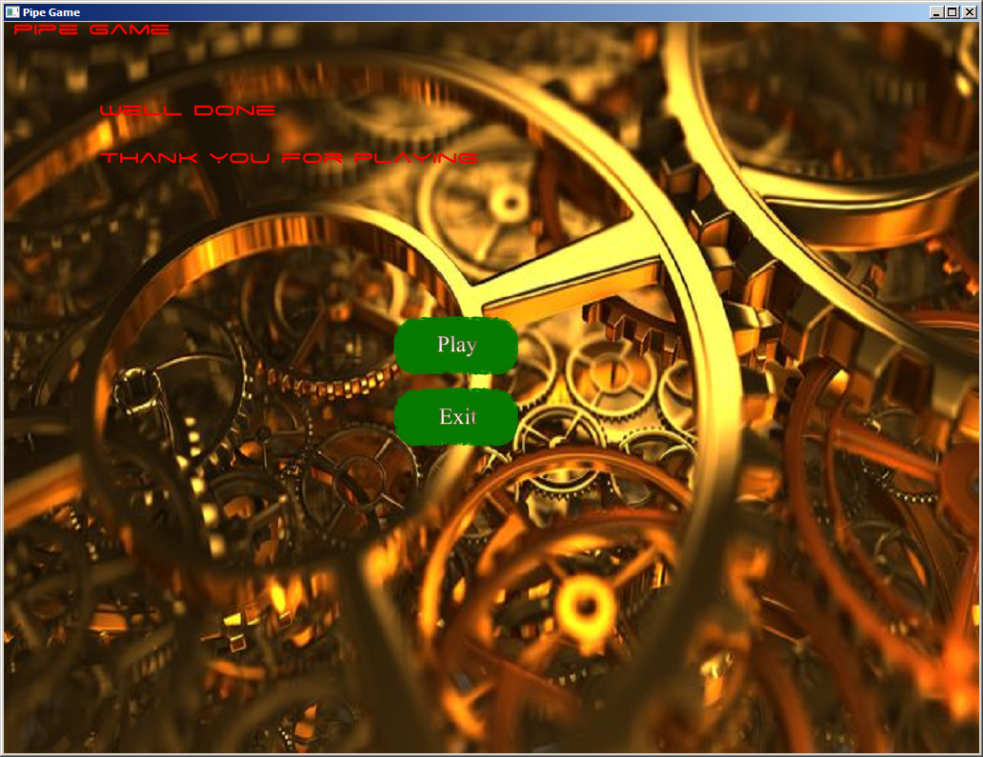 Pipe Game
PIPE GAME
WELL DONE
THANK YOU FOR PLAYING
Play
Exit